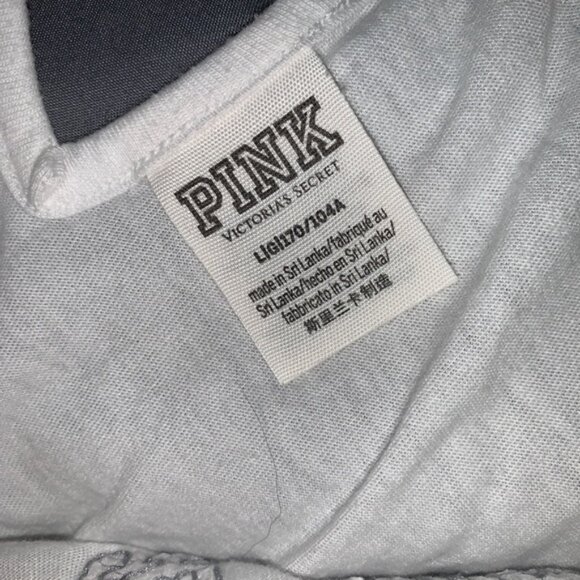 PINK
VICTORIA'S SECRET
L|G|170/104A
made in Sri Lanka/fabriqué au
Sri Lanka/hecho en Sri Lanka/
fabbricato in Sri Lanka/
斯里兰卡制造